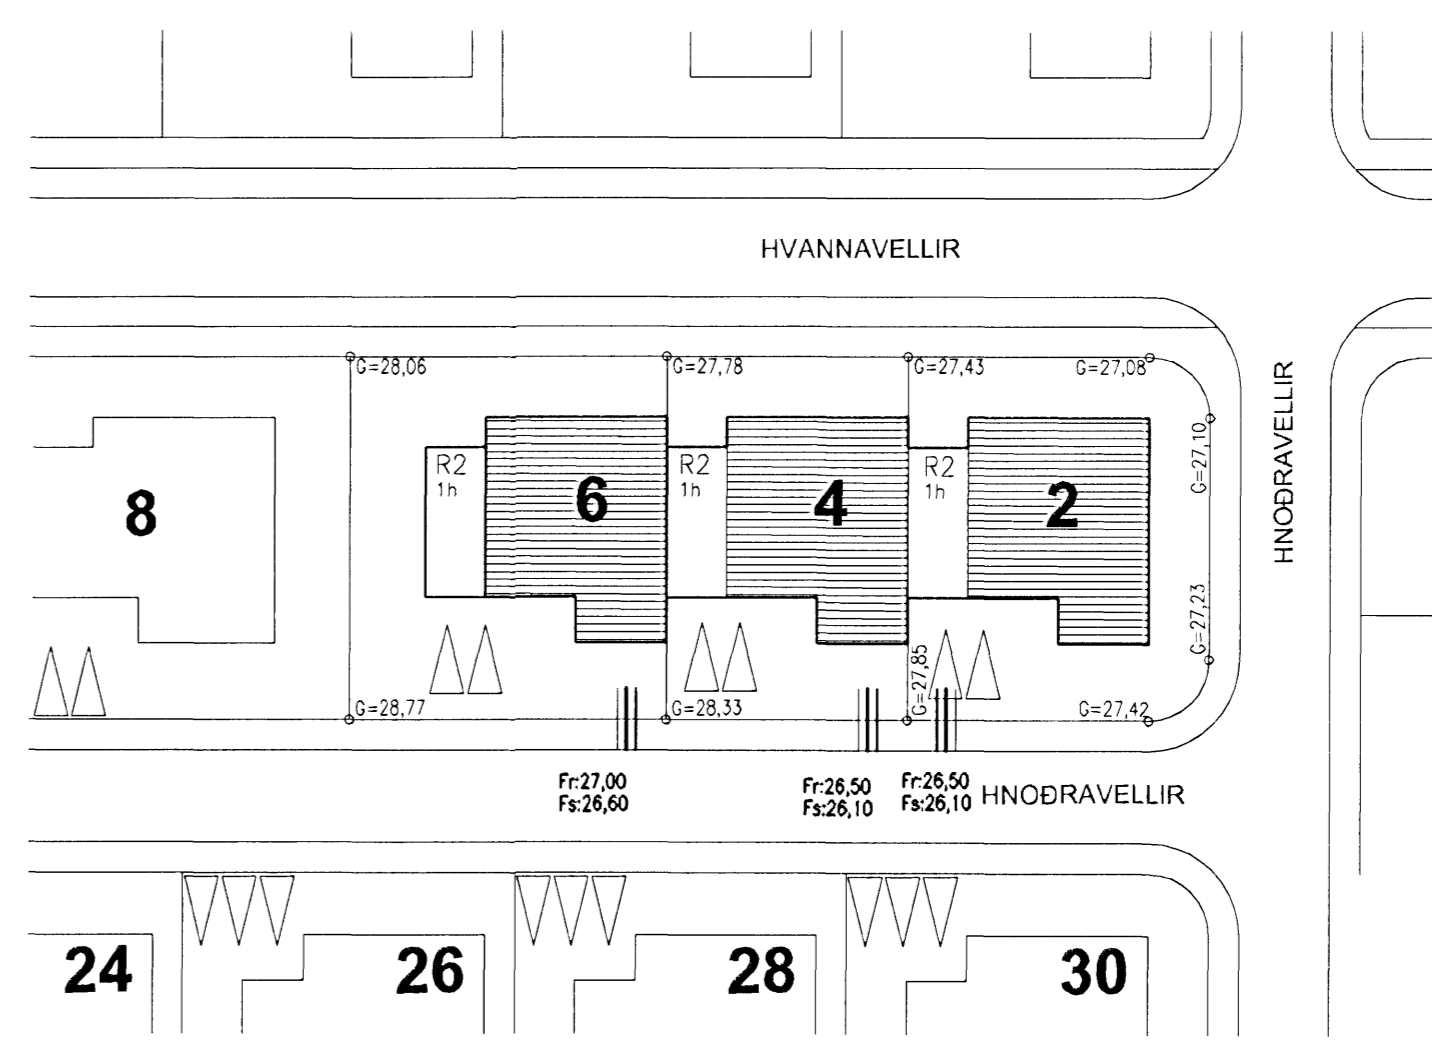 HVANNAVELLIR
G=28,06
G=27,78
G=27,43
G=27,08
HNOÐRAVELLIR
G=27,10
R2
1h
R2
1h
R2
1h
8
6
4
2
G=27,23
G=27,85
G=28,77
G=28,33
G=27,42
Fr:27,00
Fs:26,60
Fr:26,50
Fs:26,10
Fr:26,50
Fs:26,10
HNOÐRAVELLIR
24
26
28
30